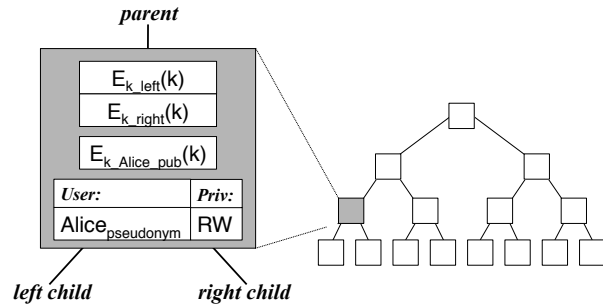 parent
E_k_left(k)
E_k_right(k)
E_k_Alice_pub(k)
User: Priv:
Alice_pseudonym RW
left child right child